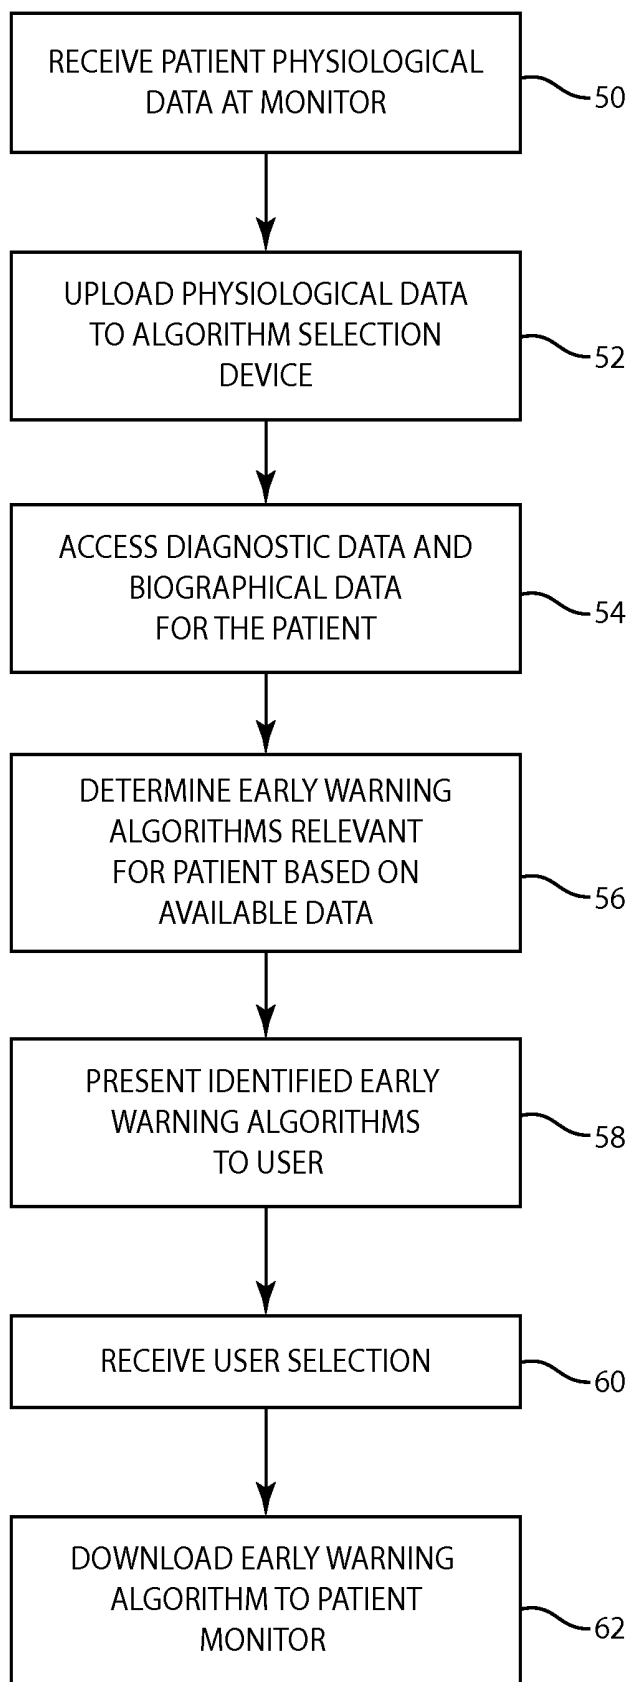 RECEIVE PATIENT PHYSIOLOGICAL
DATA AT MONITOR
50
UPLOAD PHYSIOLOGICAL DATA
TO ALGORITHM SELECTION
DEVICE
52
ACCESS DIAGNOSTIC DATA AND
BIOGRAPHICAL DATA
FOR THE PATIENT
54
DETERMINE EARLY WARNING
ALGORITHMS RELEVANT
FOR PATIENT BASED ON
AVAILABLE DATA
56
PRESENT IDENTIFIED EARLY
WARNING ALGORITHMS
TO USER
58
RECEIVE USER SELECTION
60
DOWNLOAD EARLY WARNING
ALGORITHM TO PATIENT
MONITOR
62